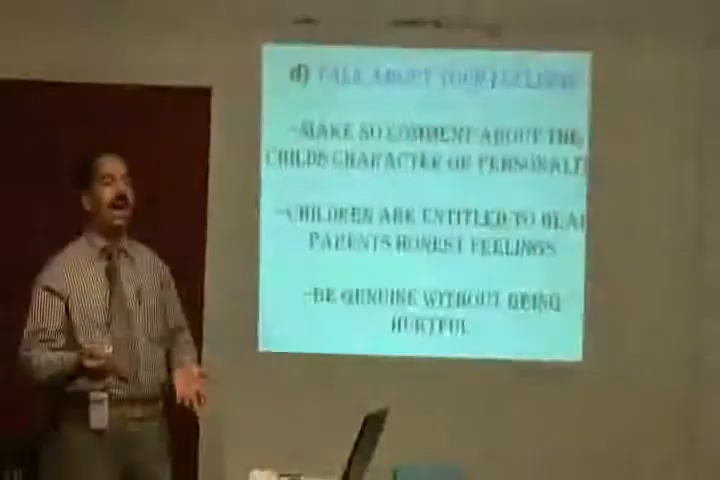 d) TALK ABOUT YOUR FEELINGS
-MAKE NO COMMENT ABOUT THE
CHILDS CHARACTER OR PERSONALI
-CHILDREN ARE ENTITLED TO HEAR
PARENTS HONEST FEELINGS
-BE GENUINE WITHOUT BEING
HURTFUL